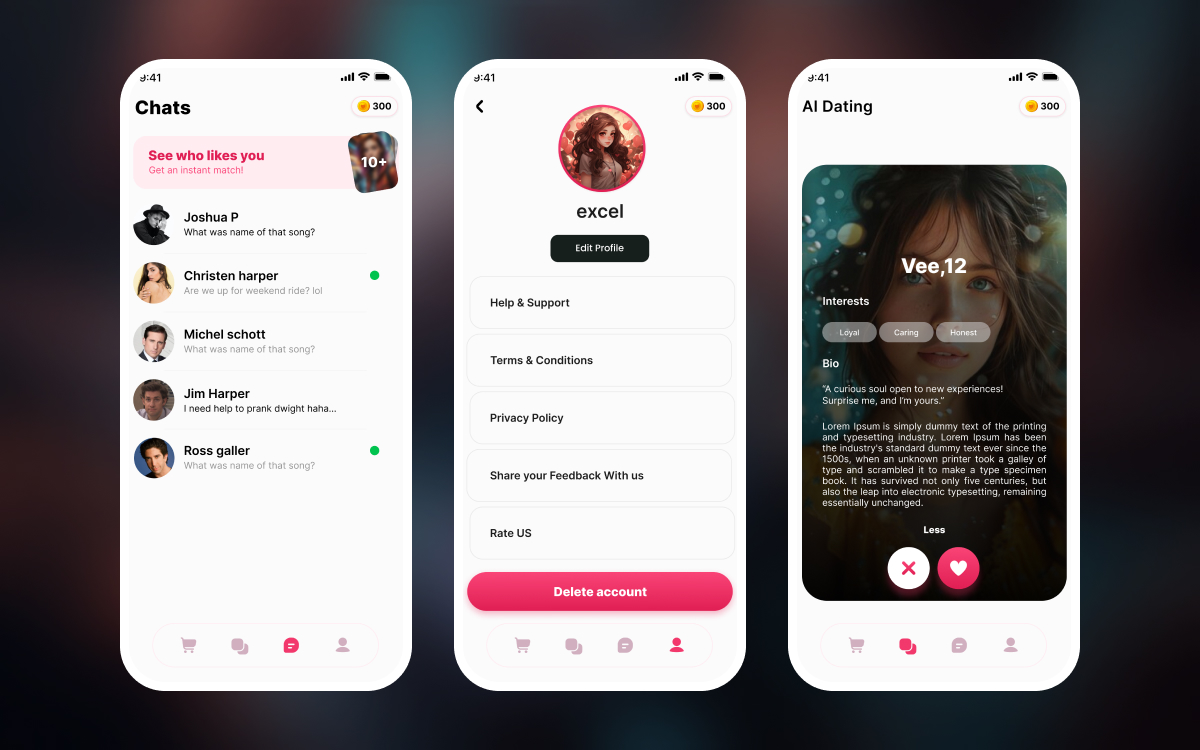 9:41
Chats
300
See who likes you
Get an instant match!
10+
Joshua P
What was name of that song?
Christen harper
Are we up for weekend ride? lol
Michel schott
What was name of that song?
Jim Harper
I need help to prank dwight haha...
Ross galler
What was name of that song?
9:41
300
excel
Edit Profile
Help & Support
Terms & Conditions
Privacy Policy
Share your Feedback With us
Rate US
Delete account
9:41
AI Dating
300
Vee,12
Interests
Loyal Caring Honest
Bio
“A curious soul open to new experiences!
Surprise me, and I’m yours.”
Lorem Ipsum is simply dummy text of the printing
and typesetting industry. Lorem Ipsum has been
the industry's standard dummy text ever since the
1500s, when an unknown printer took a galley of
type and scrambled it to make a type specimen
book. It has survived not only five centuries, but
also the leap into electronic typesetting, remaining
essentially unchanged.
Less